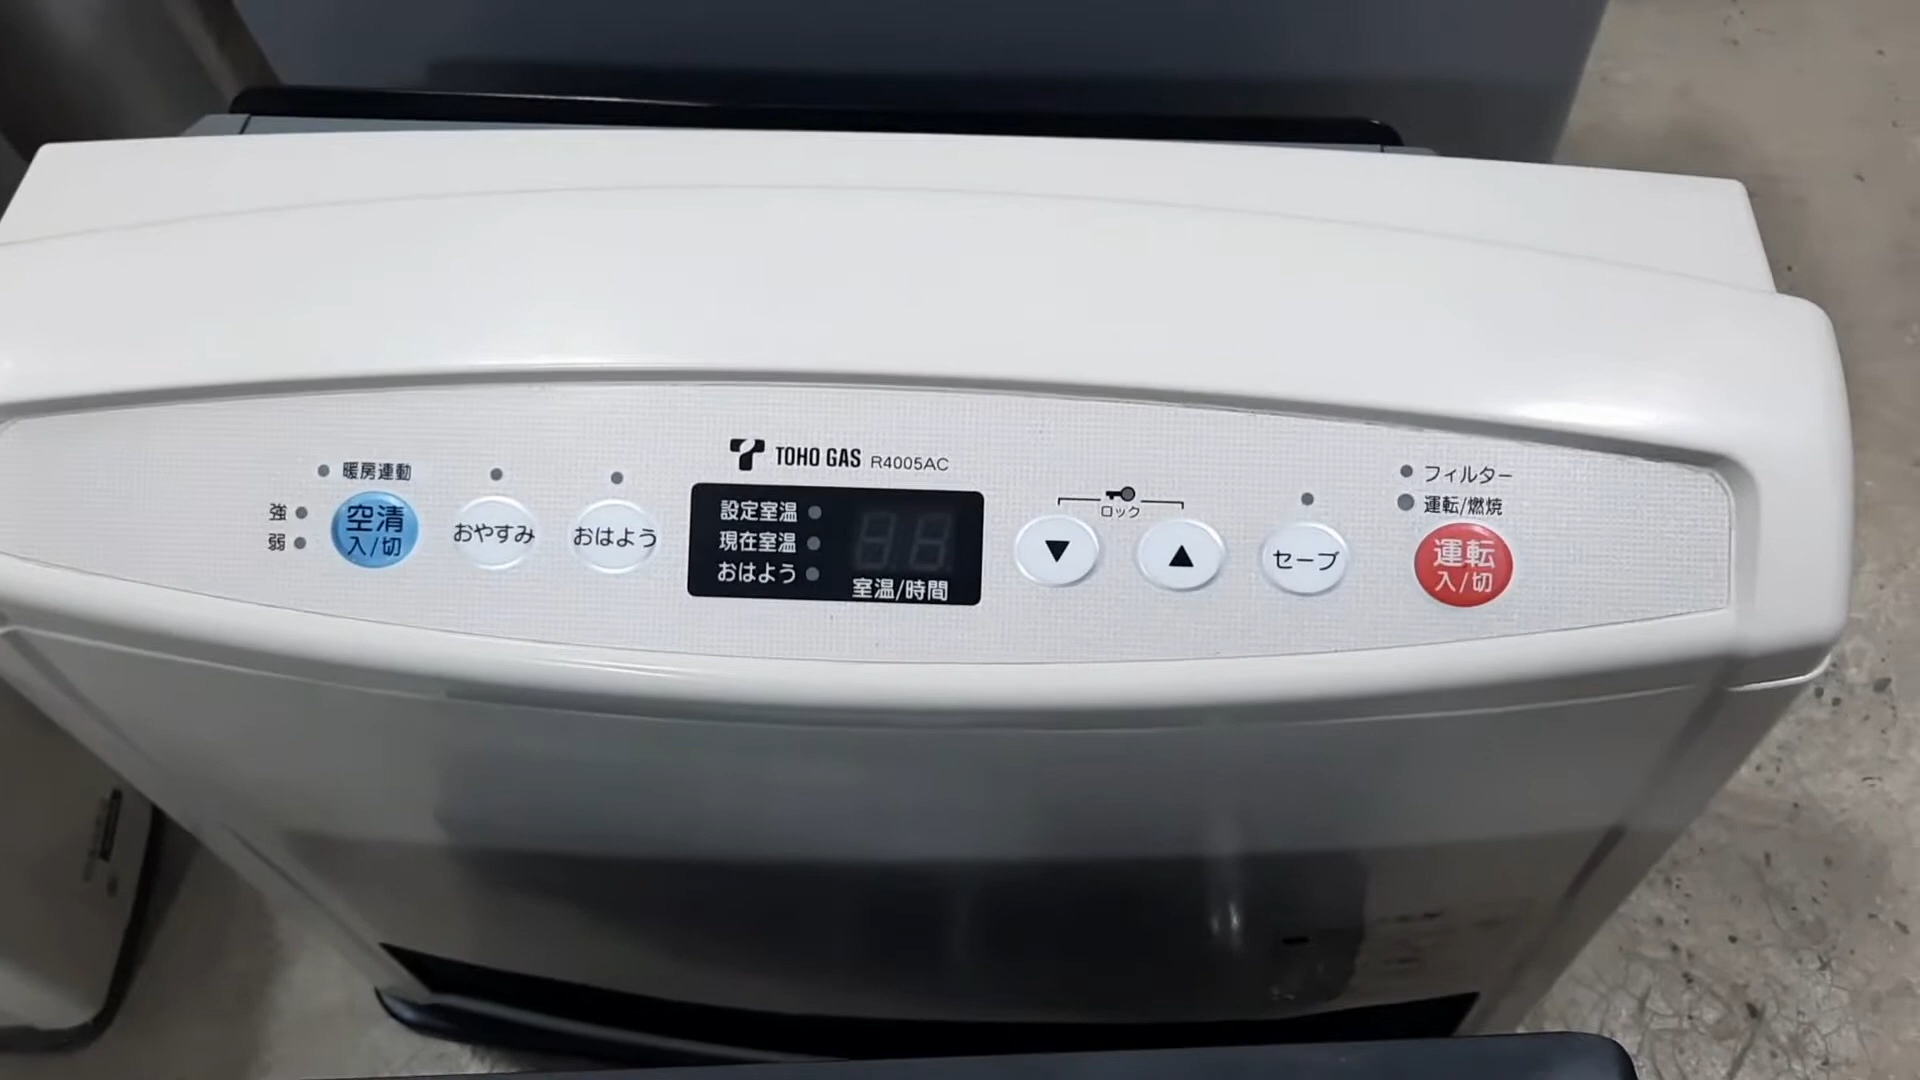 TOHO GAS R4005AC
暖房連動
強
弱
空清
入/切
おやすみ
おはよう
設定室温
現在室温
おはよう
88
室温/時間
ロック
▼
▲
セーブ
フィルター
運転/燃焼
運転
入/切